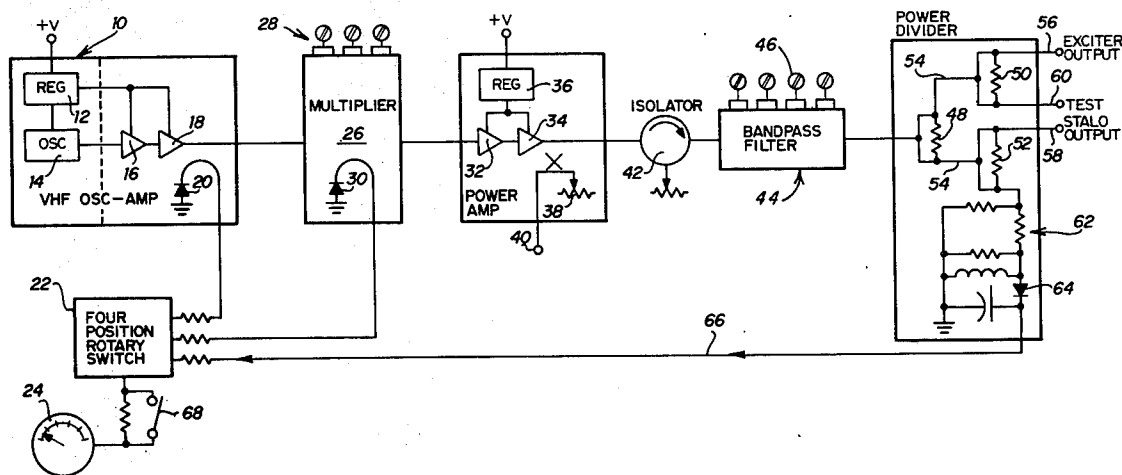 +V
10
REG
12
OSC
14
16
18
20
VHF OSC-AMP
28
MULTIPLIER
26
30
+V
REG
36
34
32
POWER
AMP
38
40
ISOLATOR
42
46
BANDPASS
FILTER
44
POWER
DIVIDER
54
48
54
50
52
56
EXCITER
OUTPUT
60
TEST
STALO
OUTPUT
58
62
64
66
22
FOUR
POSITION
ROTARY
SWITCH
24
68